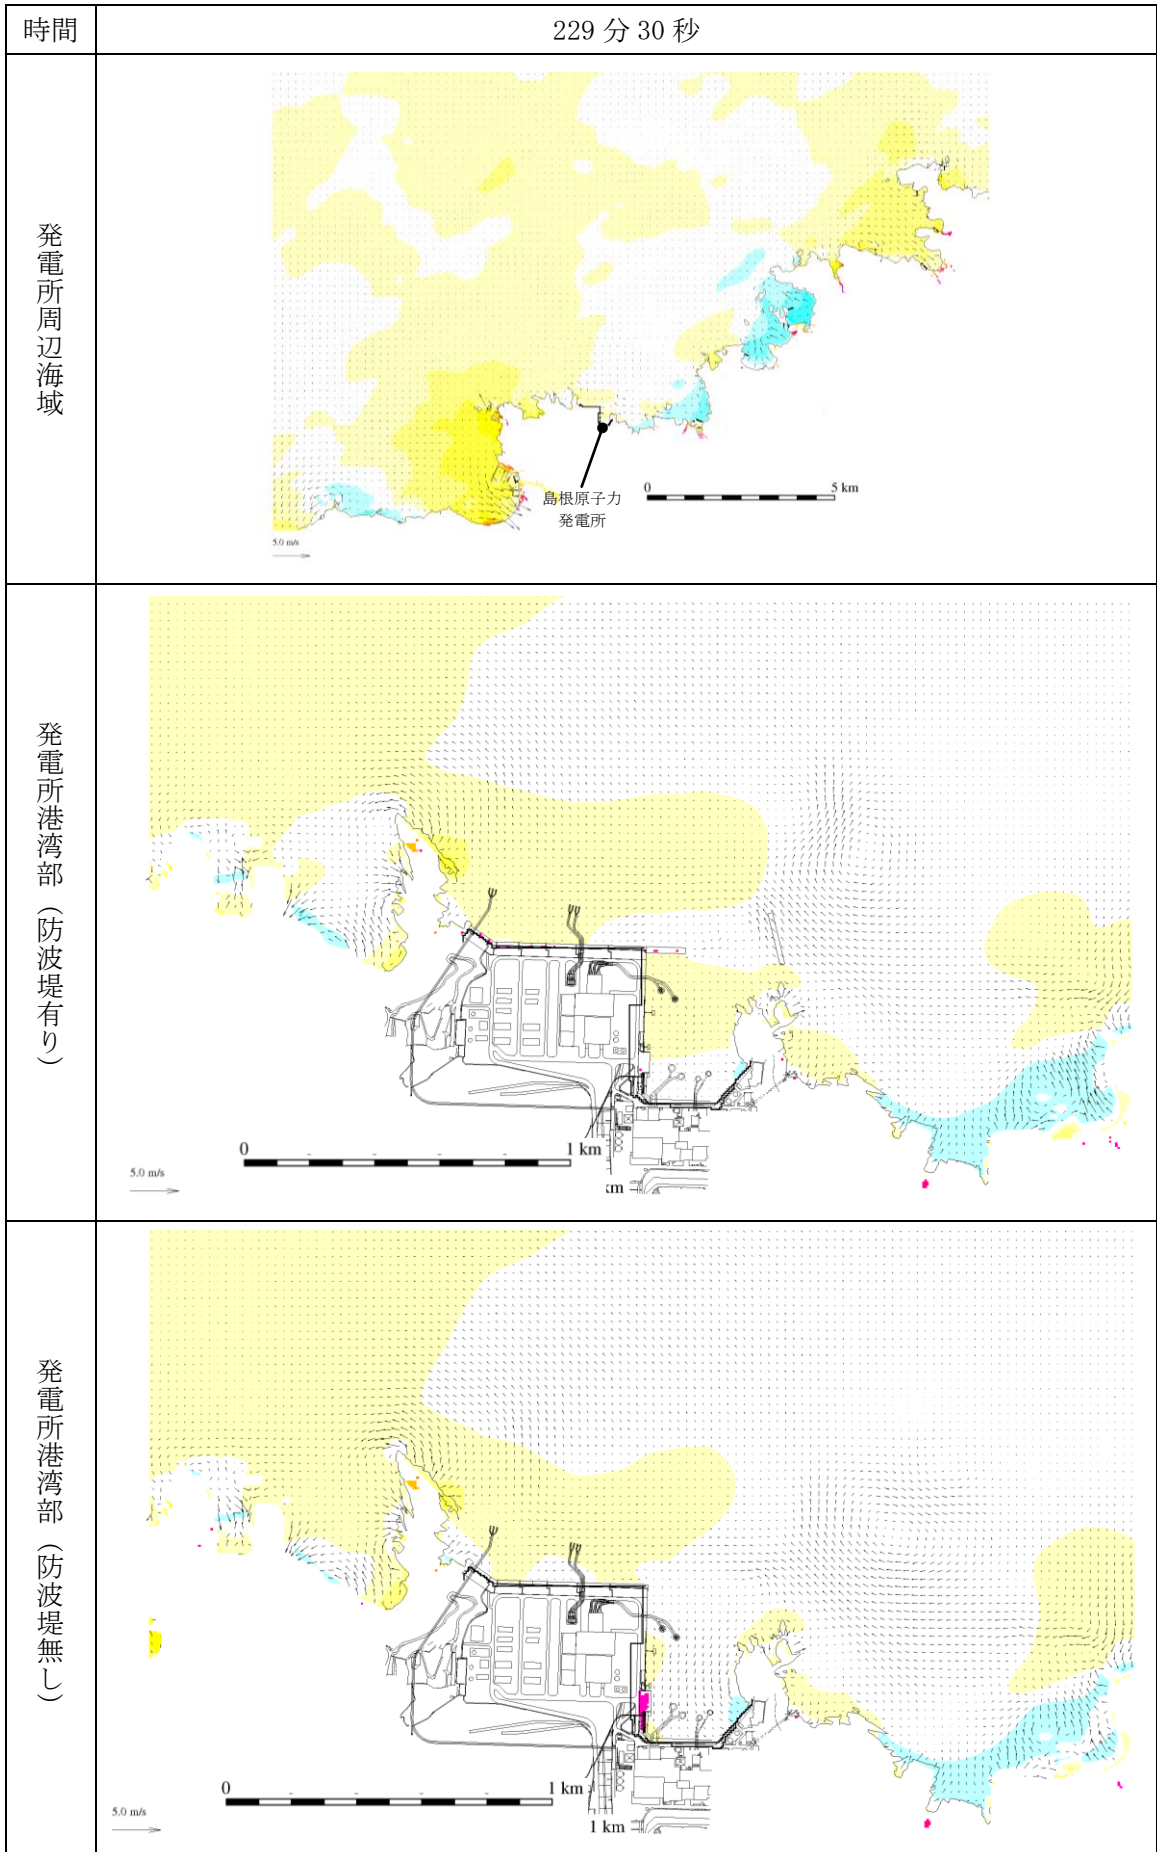 時間
229 分 30 秒
発電所周辺海域
島根原子力
発電所
0
5 km
5.0 m/s
発電所港湾部（防波堤有り）
0
1 km
5.0 m/s
km
発電所港湾部（防波堤無し）
0
1 km
5.0 m/s
1 km